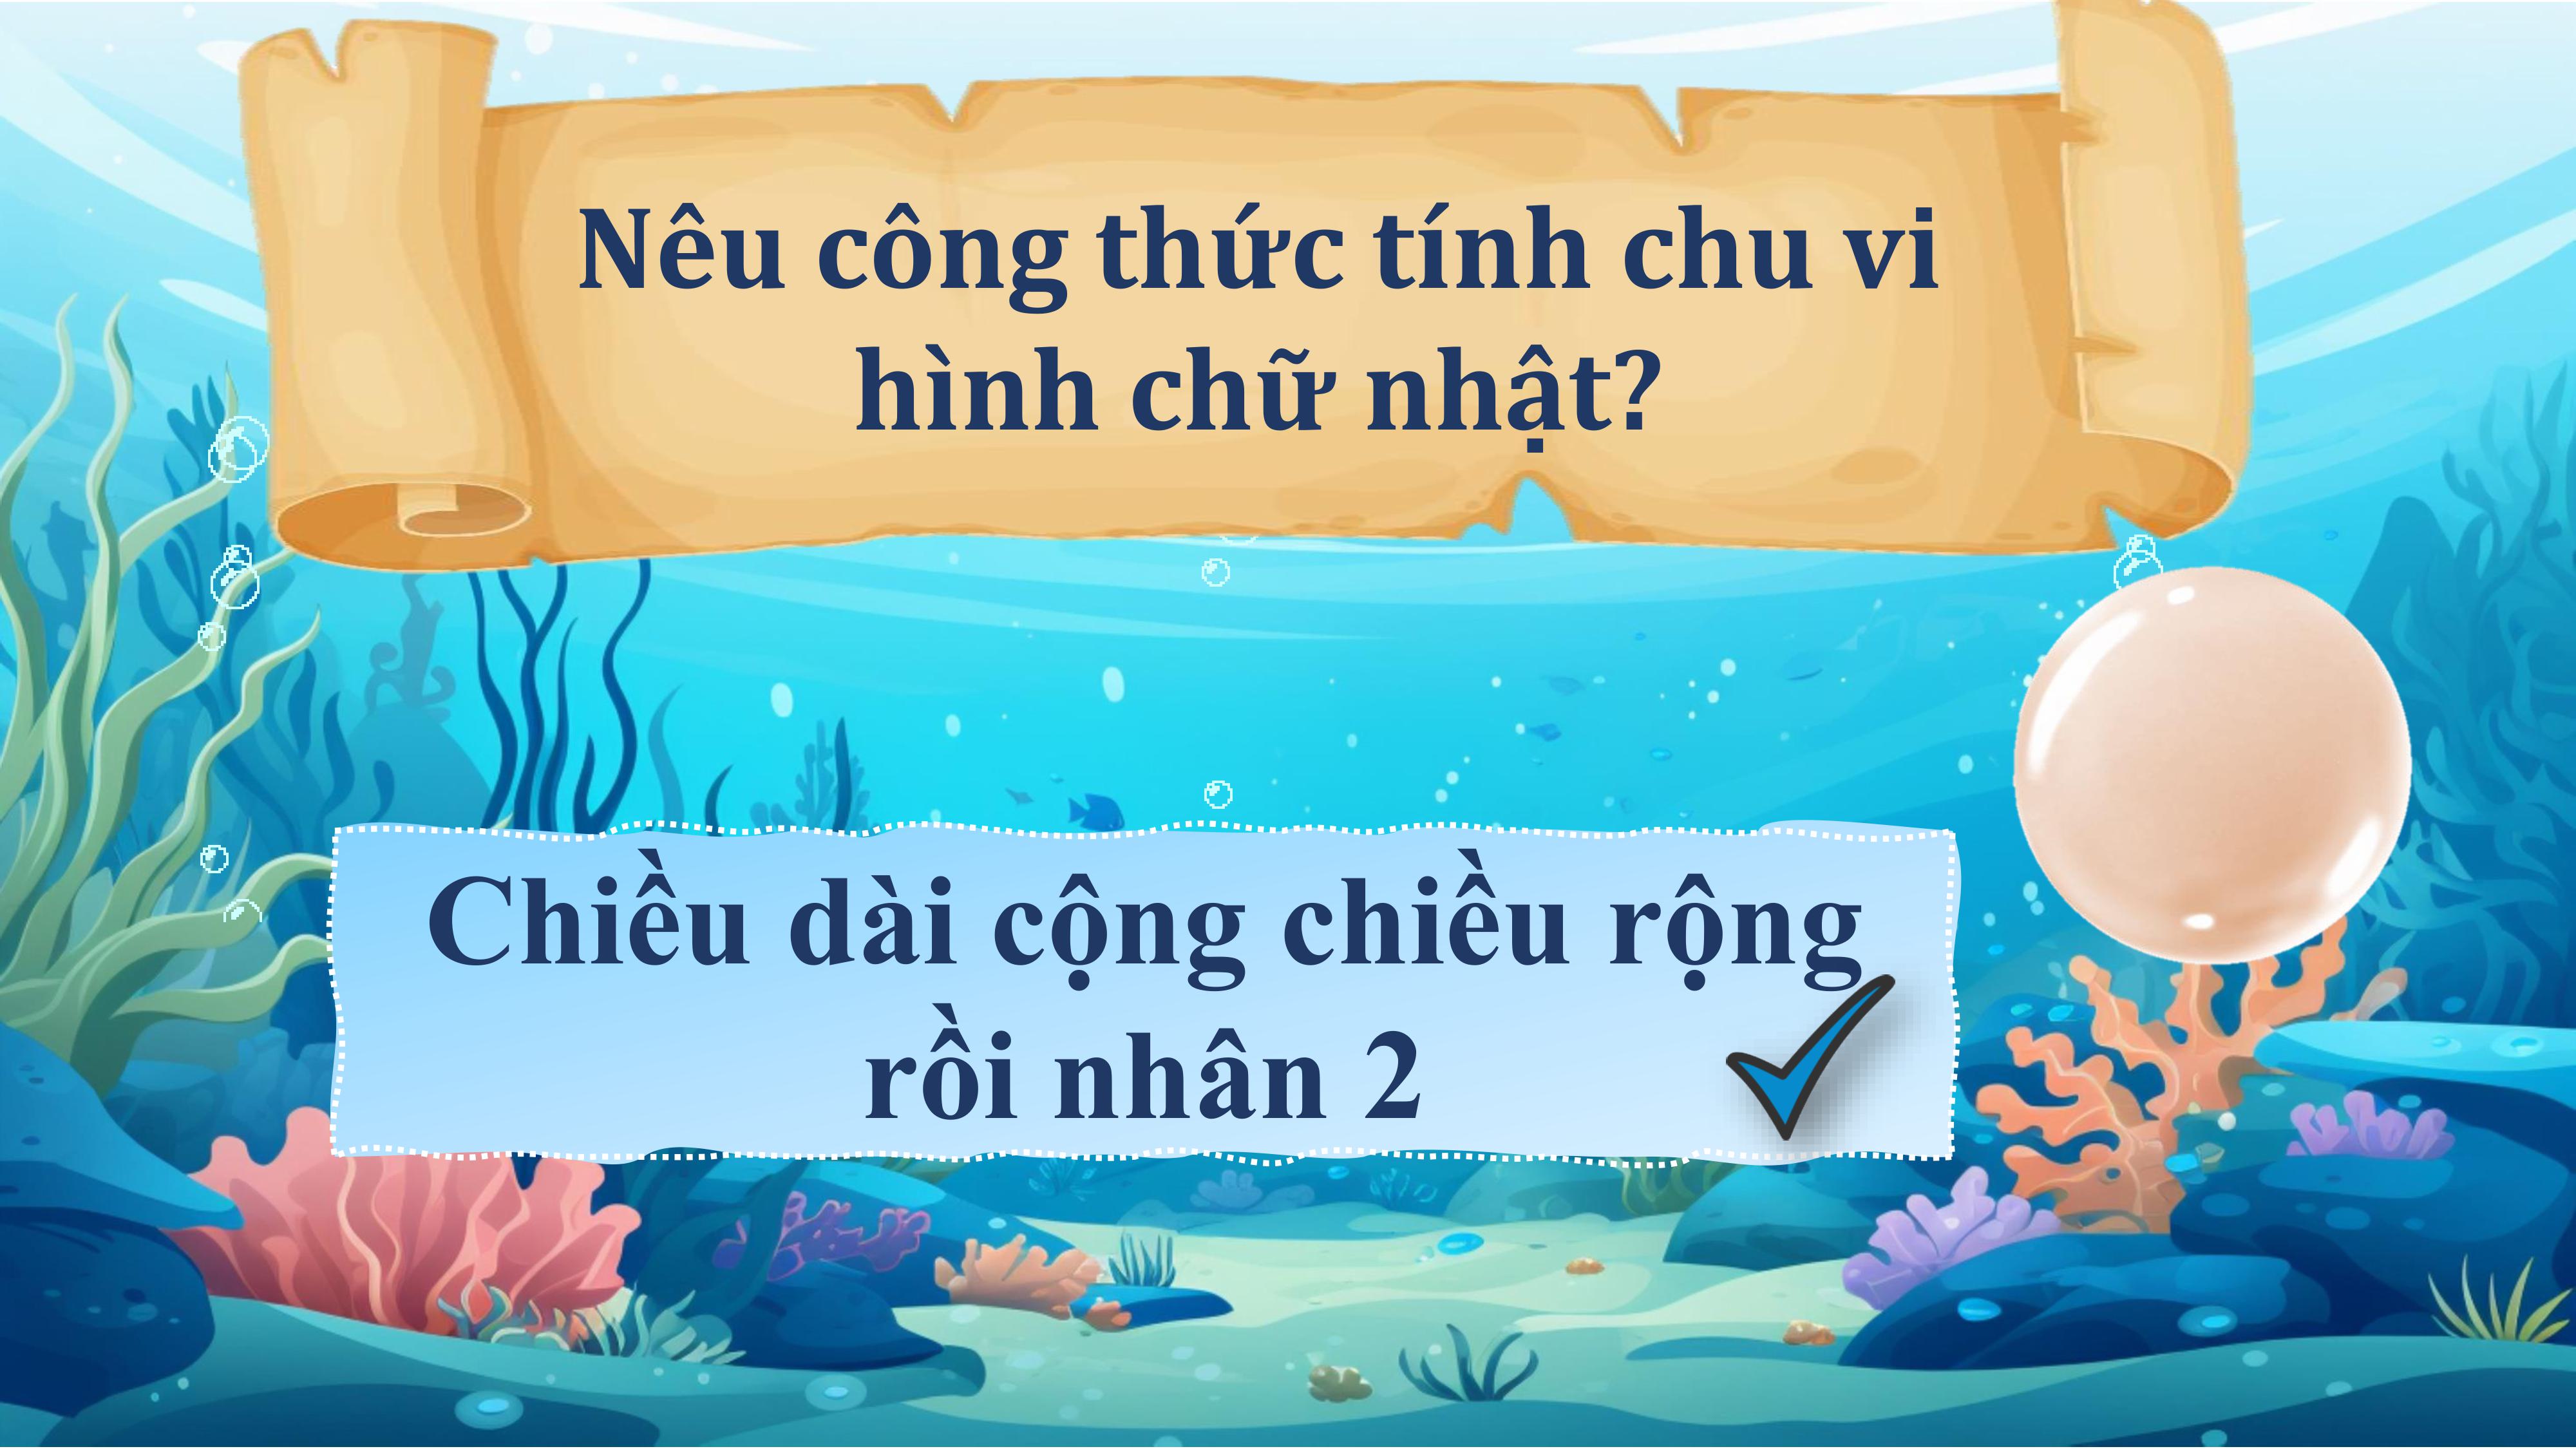 Nêu công thức tính chu vi
hình chữ nhật?
Chiều dài cộng chiều rộng
rồi nhân 2